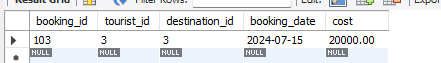 Result Grid Filter Rows: Edit:
booking_id tourist_id destination_id booking_date cost
103 3 3 2024-07-15 20000.00
NULL NULL NULL NULL NULL